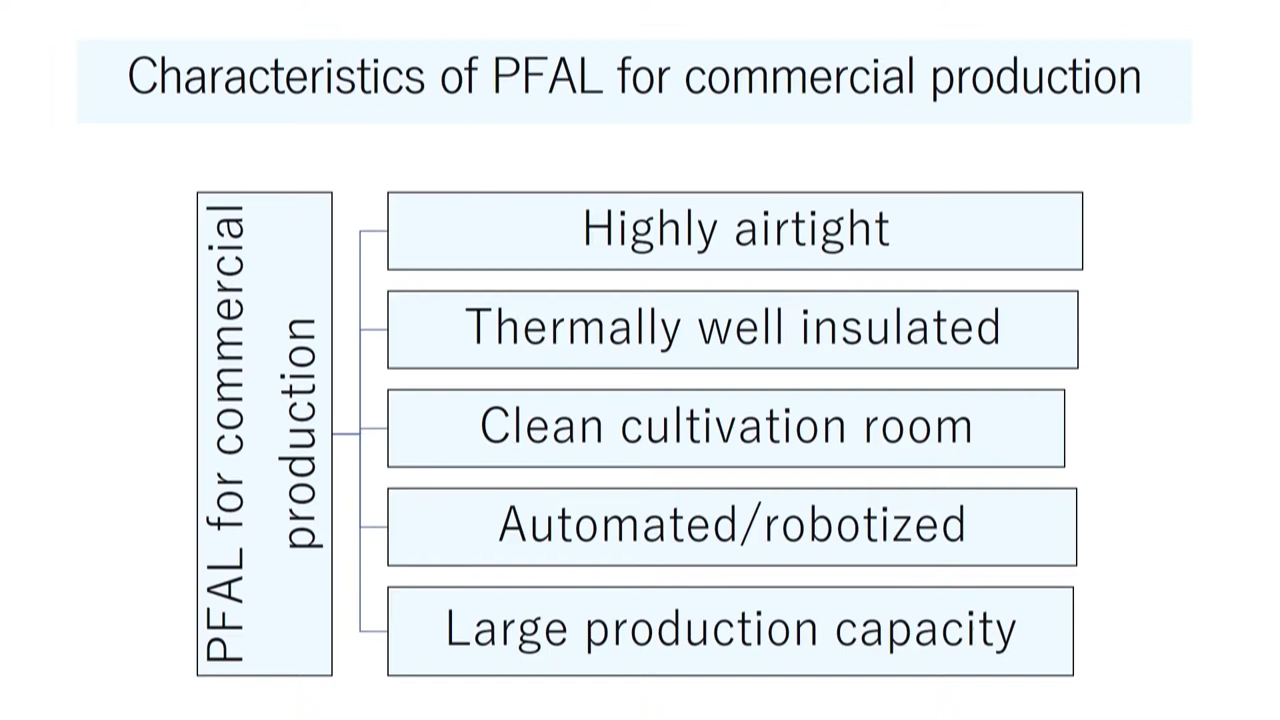 Characteristics of PFAL for commercial production
PFAL for commercial
production
Highly airtight
Thermally well insulated
Clean cultivation room
Automated/robotized
Large production capacity